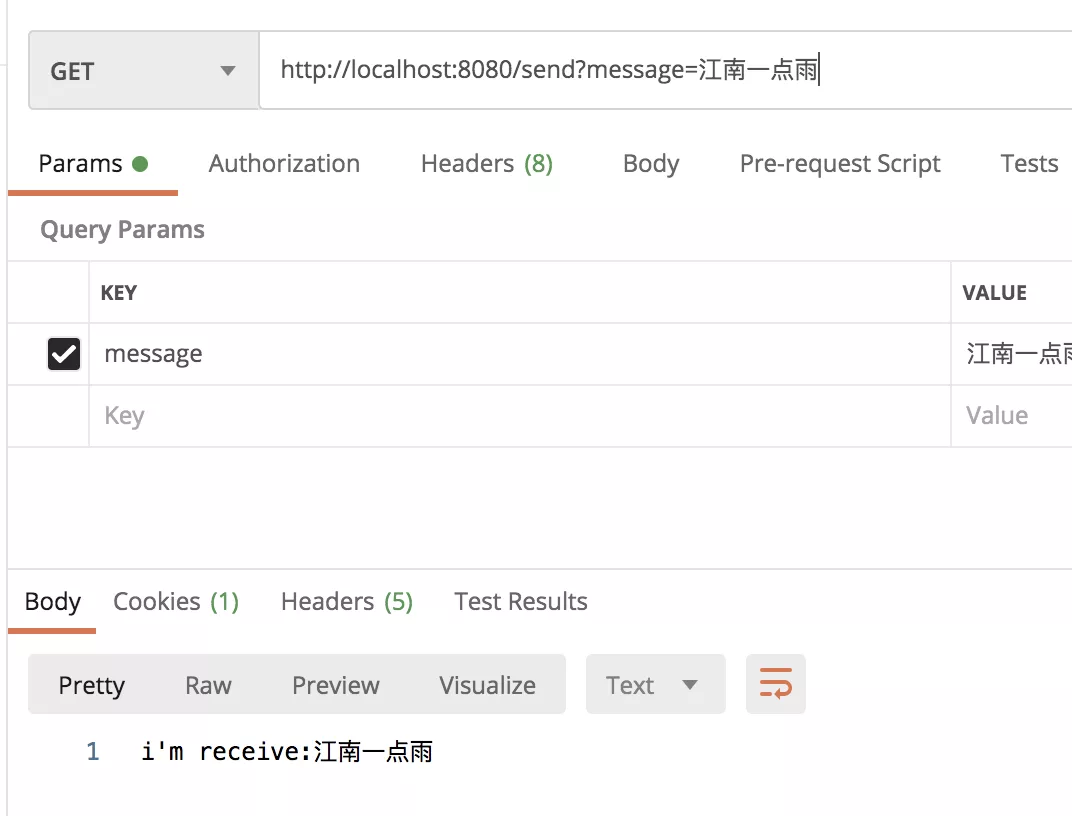 GET http://localhost:8080/send?message=江南一点雨
Params Authorization Headers (8) Body Pre-request Script Tests
Query Params
KEY VALUE
message 江南一点雨
Key Value
Body Cookies (1) Headers (5) Test Results
Pretty Raw Preview Visualize Text
1 i'm receive:江南一点雨